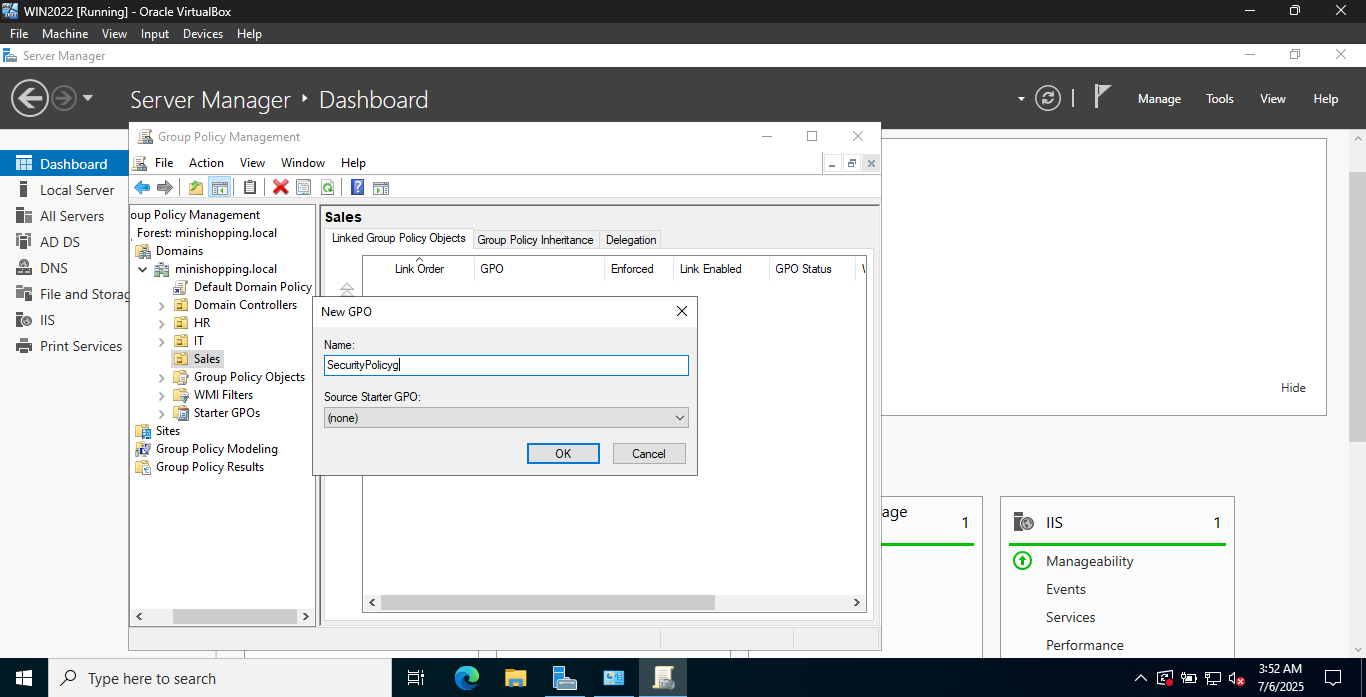 WIN2022 [Running] - Oracle VirtualBox
File Machine View Input Devices Help
Server Manager
Server Manager Dashboard
Manage Tools View Help
Dashboard
Local Server
All Servers
AD DS
DNS
File and Storag
IIS
Print Services
Group Policy Management
File Action View Window Help
oup Policy Management
Forest: minishopping.local
Domains
minishopping.local
Default Domain Policy
Domain Controllers
HR
IT
Sales
Group Policy Objects
WMI Filters
Starter GPOs
Sites
Group Policy Modeling
Group Policy Results
Sales
Linked Group Policy Objects Group Policy Inheritance Delegation
Link Order GPO Enforced Link Enabled GPO Status
New GPO
Name:
SecurityPolicyg
Source Starter GPO:
(none)
OK Cancel
Hide
age 1
IIS 1
Manageability
Events
Services
Performance
Type here to search
3:52 AM
7/6/2025